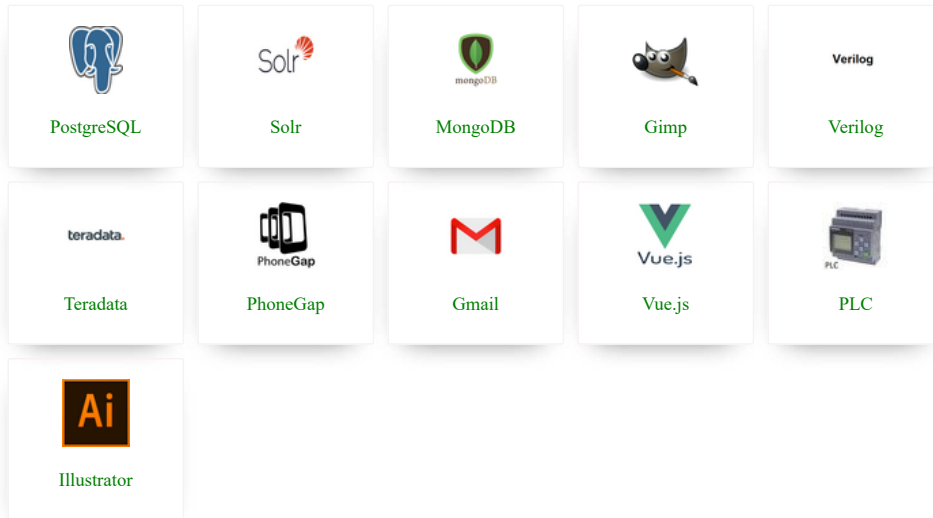 Solr
mongoDB
Verilog
PostgreSQL
Solr
MongoDB
Gimp
Verilog
teradata.
PhoneGap
Vue.js
PLC
Teradata
PhoneGap
Gmail
Vue.js
PLC
Ai
Illustrator